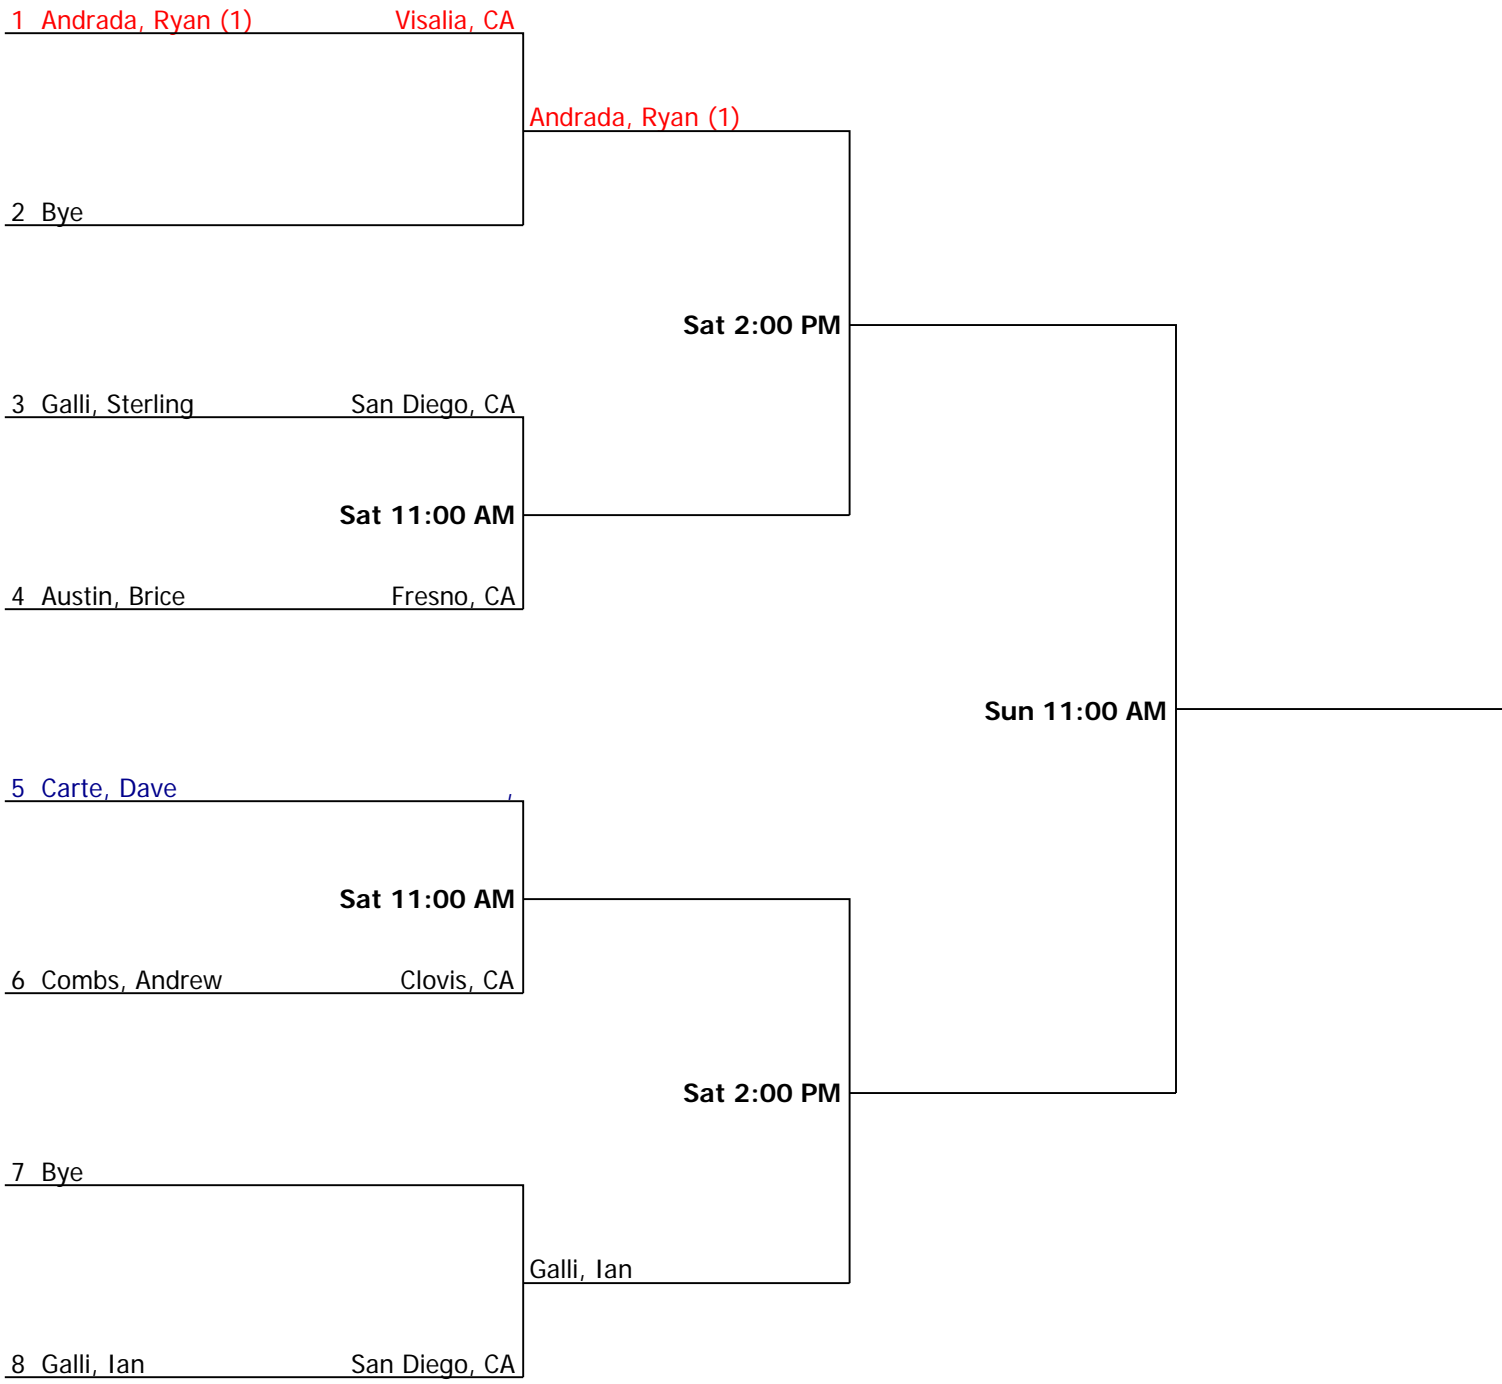 1 Andrada, Ryan (1) Visalia, CA
Andrada, Ryan (1)
2 Bye
Sat 2:00 PM
3 Galli, Sterling San Diego, CA
Sat 11:00 AM
4 Austin, Brice Fresno, CA
Sun 11:00 AM
5 Carte, Dave ,
Sat 11:00 AM
6 Combs, Andrew Clovis, CA
Sat 2:00 PM
7 Bye
Galli, Ian
8 Galli, Ian San Diego, CA